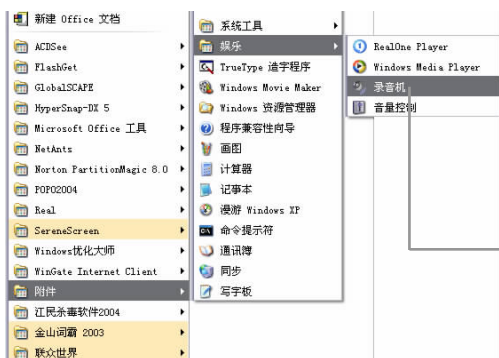 新建 Office 文档
ACDSee
FlashGet
GlobalSCAPE
HyperSnap-DX 5
Microsoft Office 工具
NetAnts
Norton PartitionMagic 8.0
POPO2004
Real
SereneScreen
Windows优化大师
WinGate Internet Client
附件
江民杀毒软件2004
金山词霸 2003
联众世界
系统工具
娱乐
TrueType 造字程序
Windows Movie Maker
Windows 资源管理器
程序兼容性向导
画图
计算器
记事本
漫游 Windows XP
命令提示符
通讯簿
同步
写字板
RealOne Player
Windows Media Player
录音机
音量控制